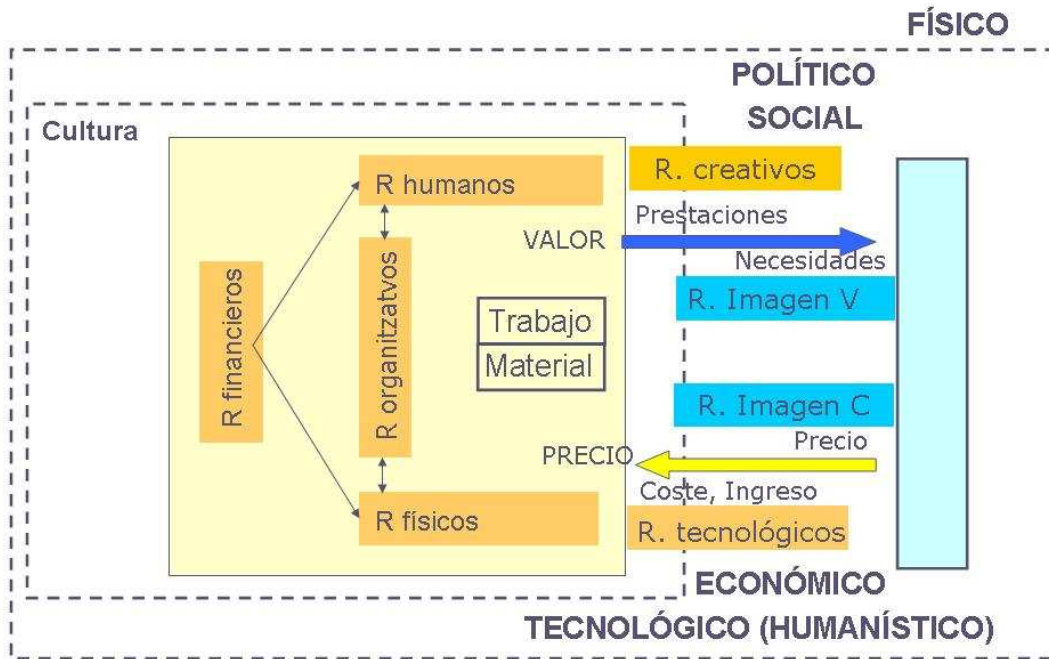 FÍSICO
POLÍTICO
SOCIAL
Cultura
R humanos
R. creativos
Prestaciones
VALOR
Necesidades
R financieros
R organitzatvos
R. Imagen V
Trabajo
Material
R. Imagen C
Precio
PRECIO
Coste, Ingreso
R físicos
R. tecnológicos
ECONÓMICO
TECNOLÓGICO (HUMANÍSTICO)